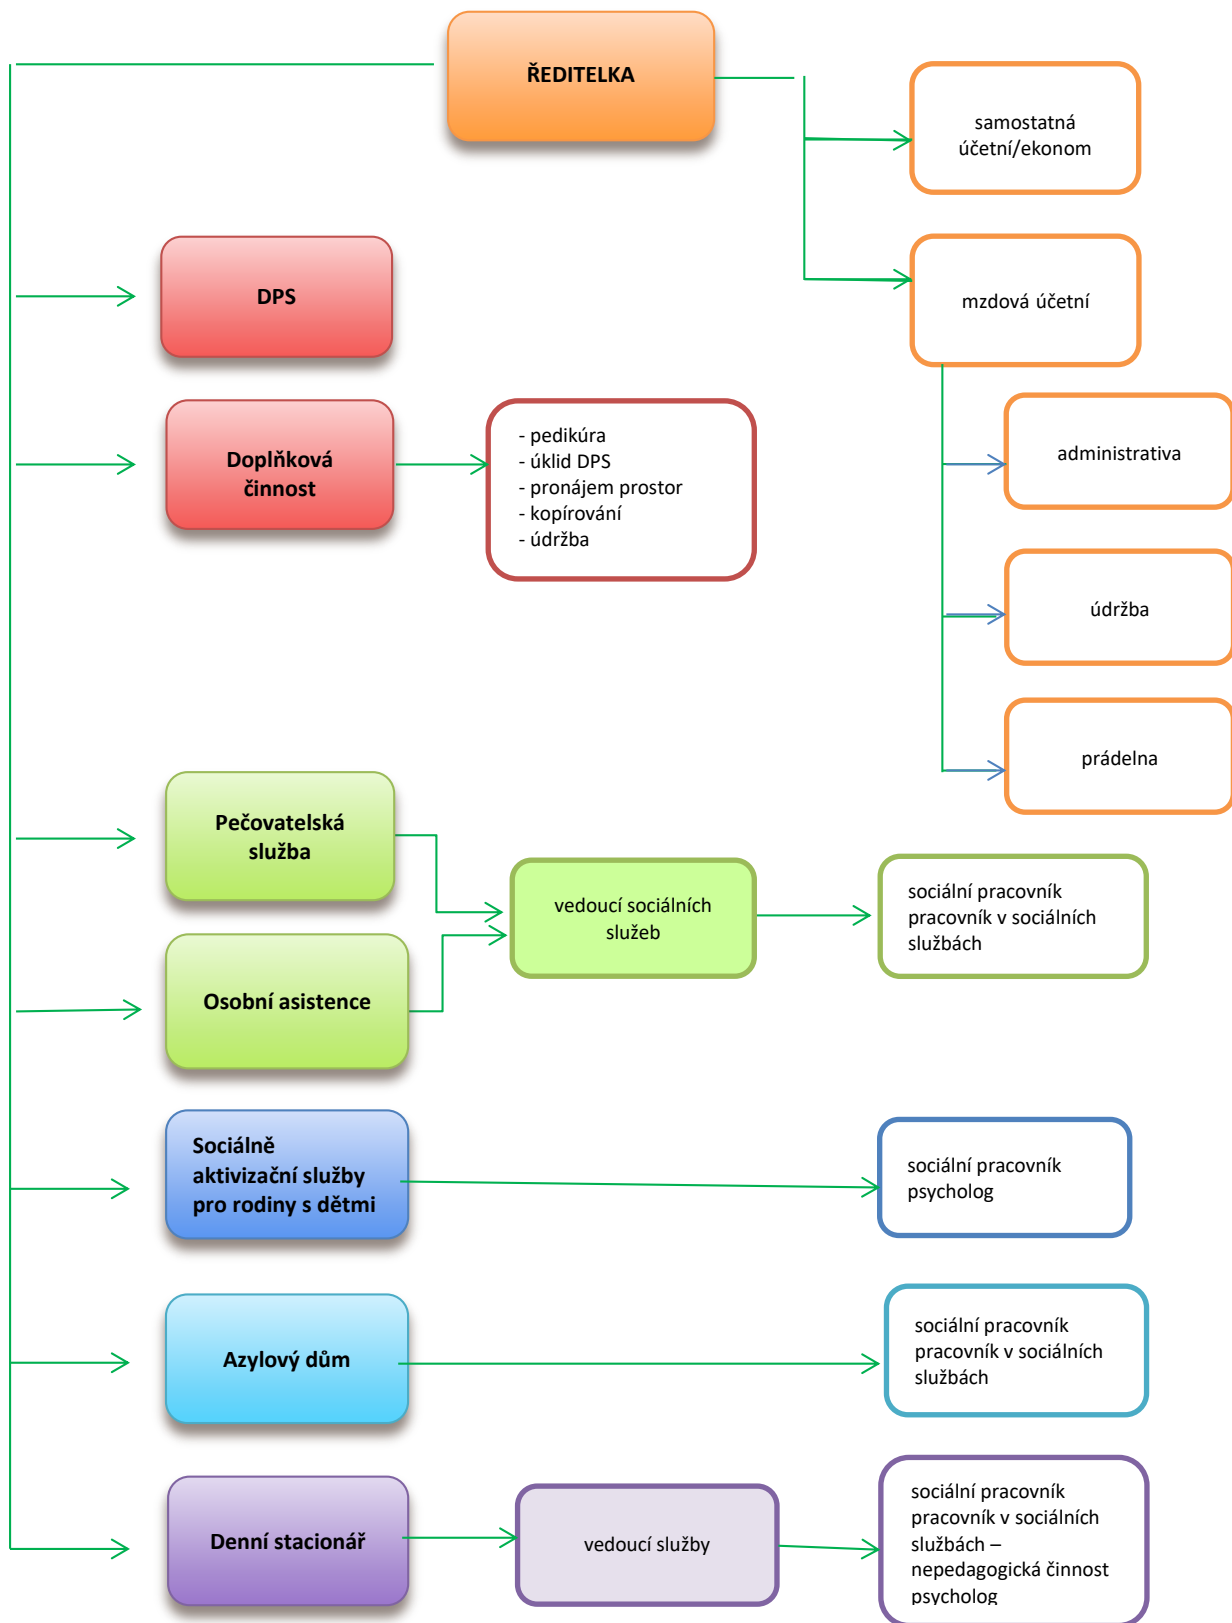 ŘEDITELKA
samostatná
účetní/ekonom
DPS
mzdová účetní
Doplňková
činnost
- pedikúra
- úklid DPS
- pronájem prostor
- kopírování
- údržba
administrativa
údržba
prádelna
Pečovatelská
služba
vedoucí sociálních
služeb
sociální pracovník
pracovník v sociálních
službách
Osobní asistence
Sociálně
aktivizační služby
pro rodiny s dětmi
sociální pracovník
psycholog
Azylový dům
sociální pracovník
pracovník v sociálních
službách
Denní stacionář
vedoucí služby
sociální pracovník
pracovník v sociálních
službách –
nepedagogická činnost
psycholog